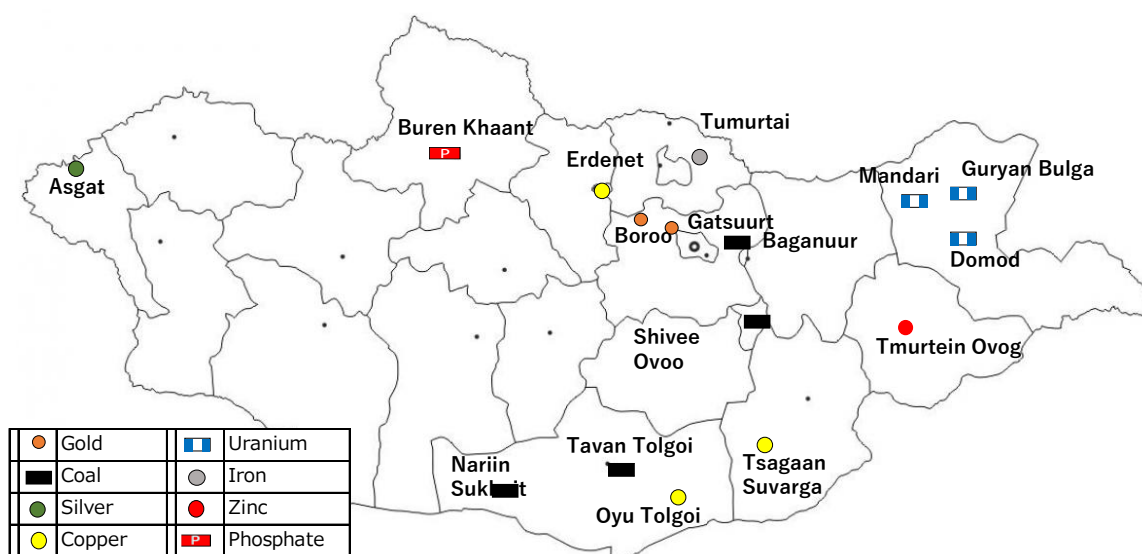 Tumurtai
Buren Khaant
P
Erdenet
Guryan Bulga
Mandari
Asgat
Gatsuurt
Boroo
Baganuur
Domod
Shivee
Ovoo
Tmurtein Ovog
Tavan Tolgoi
Nariin
Sukhait
Tsagaan
Suvarga
Oyu Tolgoi
Gold
Uranium
Coal
Iron
Silver
Zinc
Copper
P Phosphate